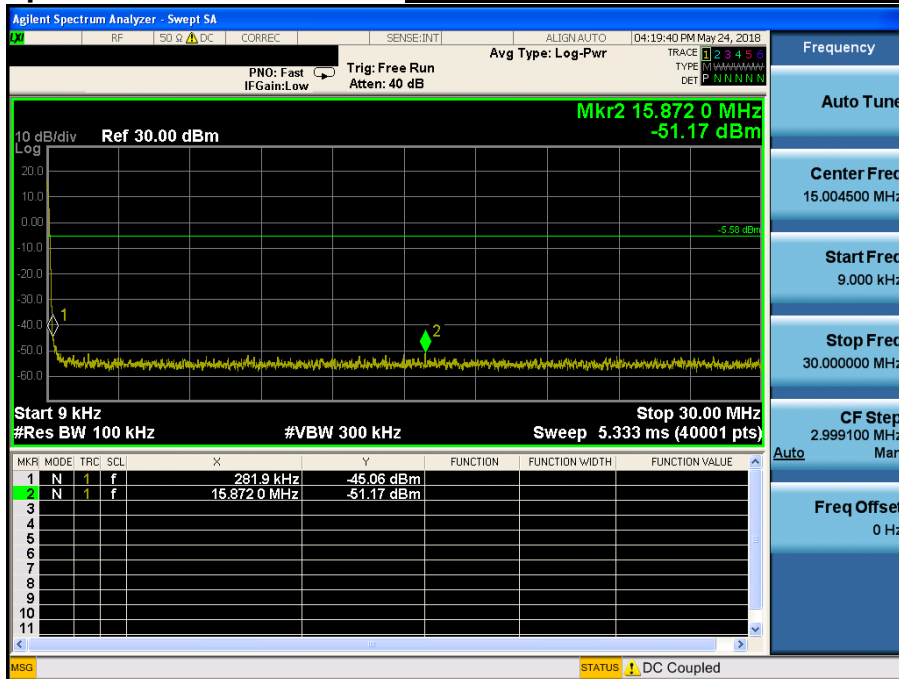 Agilent Spectrum Analyzer - Swept SA
LXI RF 50 Ω DC CORREC SENSE:INT ALIGN AUTO 04:19:40 PM May 24, 2018
Frequency
Avg Type: Log-Pwr
TRACE 1 2 3 4 5 6
PNO: Fast Trig: Free Run
TYPE M
IFGain:Low Atten: 40 dB
DET P N N N N N
Auto Tune
Mkr2 15.872 0 MHz
-51.17 dBm
10 dB/div Ref 30.00 dBm
Log
20.0
10.0
0.00
-5.58 dBm
-10.0
-20.0
-30.0
-40.0
-50.0
-60.0
1
2
Center Freq
15.004500 MHz
Start Freq
9.000 kHz
Stop Freq
30.000000 MHz
Start 9 kHz Stop 30.00 MHz
#Res BW 100 kHz #VBW 300 kHz Sweep 5.333 ms (40001 pts)
CF Step
2.999100 MHz
Auto Man
MKR MODE TRC SCL X Y FUNCTION FUNCTION WIDTH FUNCTION VALUE
1 N 1 f 281.9 kHz -45.06 dBm
2 N 1 f 15.872 0 MHz -51.17 dBm
3
4
5
6
7
8
9
10
11
Freq Offset
0 Hz
MSG STATUS DC Coupled